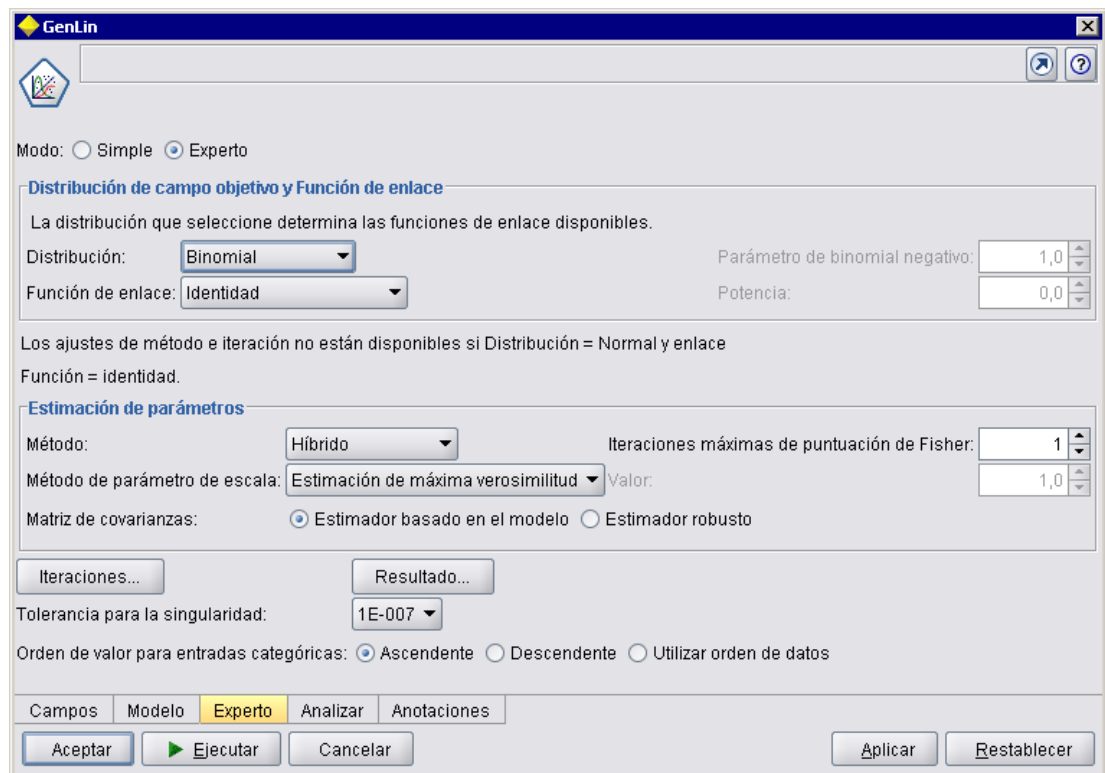 GenLin
Modo: Simple Experto
Distribución de campo objetivo y Función de enlace
La distribución que seleccione determina las funciones de enlace disponibles.
Distribución: Binomial Parámetro de binomial negativo: 1,0
Función de enlace: Identidad Potencia: 0,0
Los ajustes de método e iteración no están disponibles si Distribución = Normal y enlace
Función = identidad.
Estimación de parámetros
Método: Híbrido Iteraciones máximas de puntuación de Fisher: 1
Método de parámetro de escala: Estimación de máxima verosimilitud Valor: 1,0
Matriz de covarianzas: Estimador basado en el modelo Estimador robusto
Iteraciones... Resultado...
Tolerancia para la singularidad: 1E-007
Orden de valor para entradas categóricas: Ascendente Descendente Utilizar orden de datos
Campos Modelo Experto Analizar Anotaciones
Aceptar Ejecutar Cancelar Aplicar Restablecer